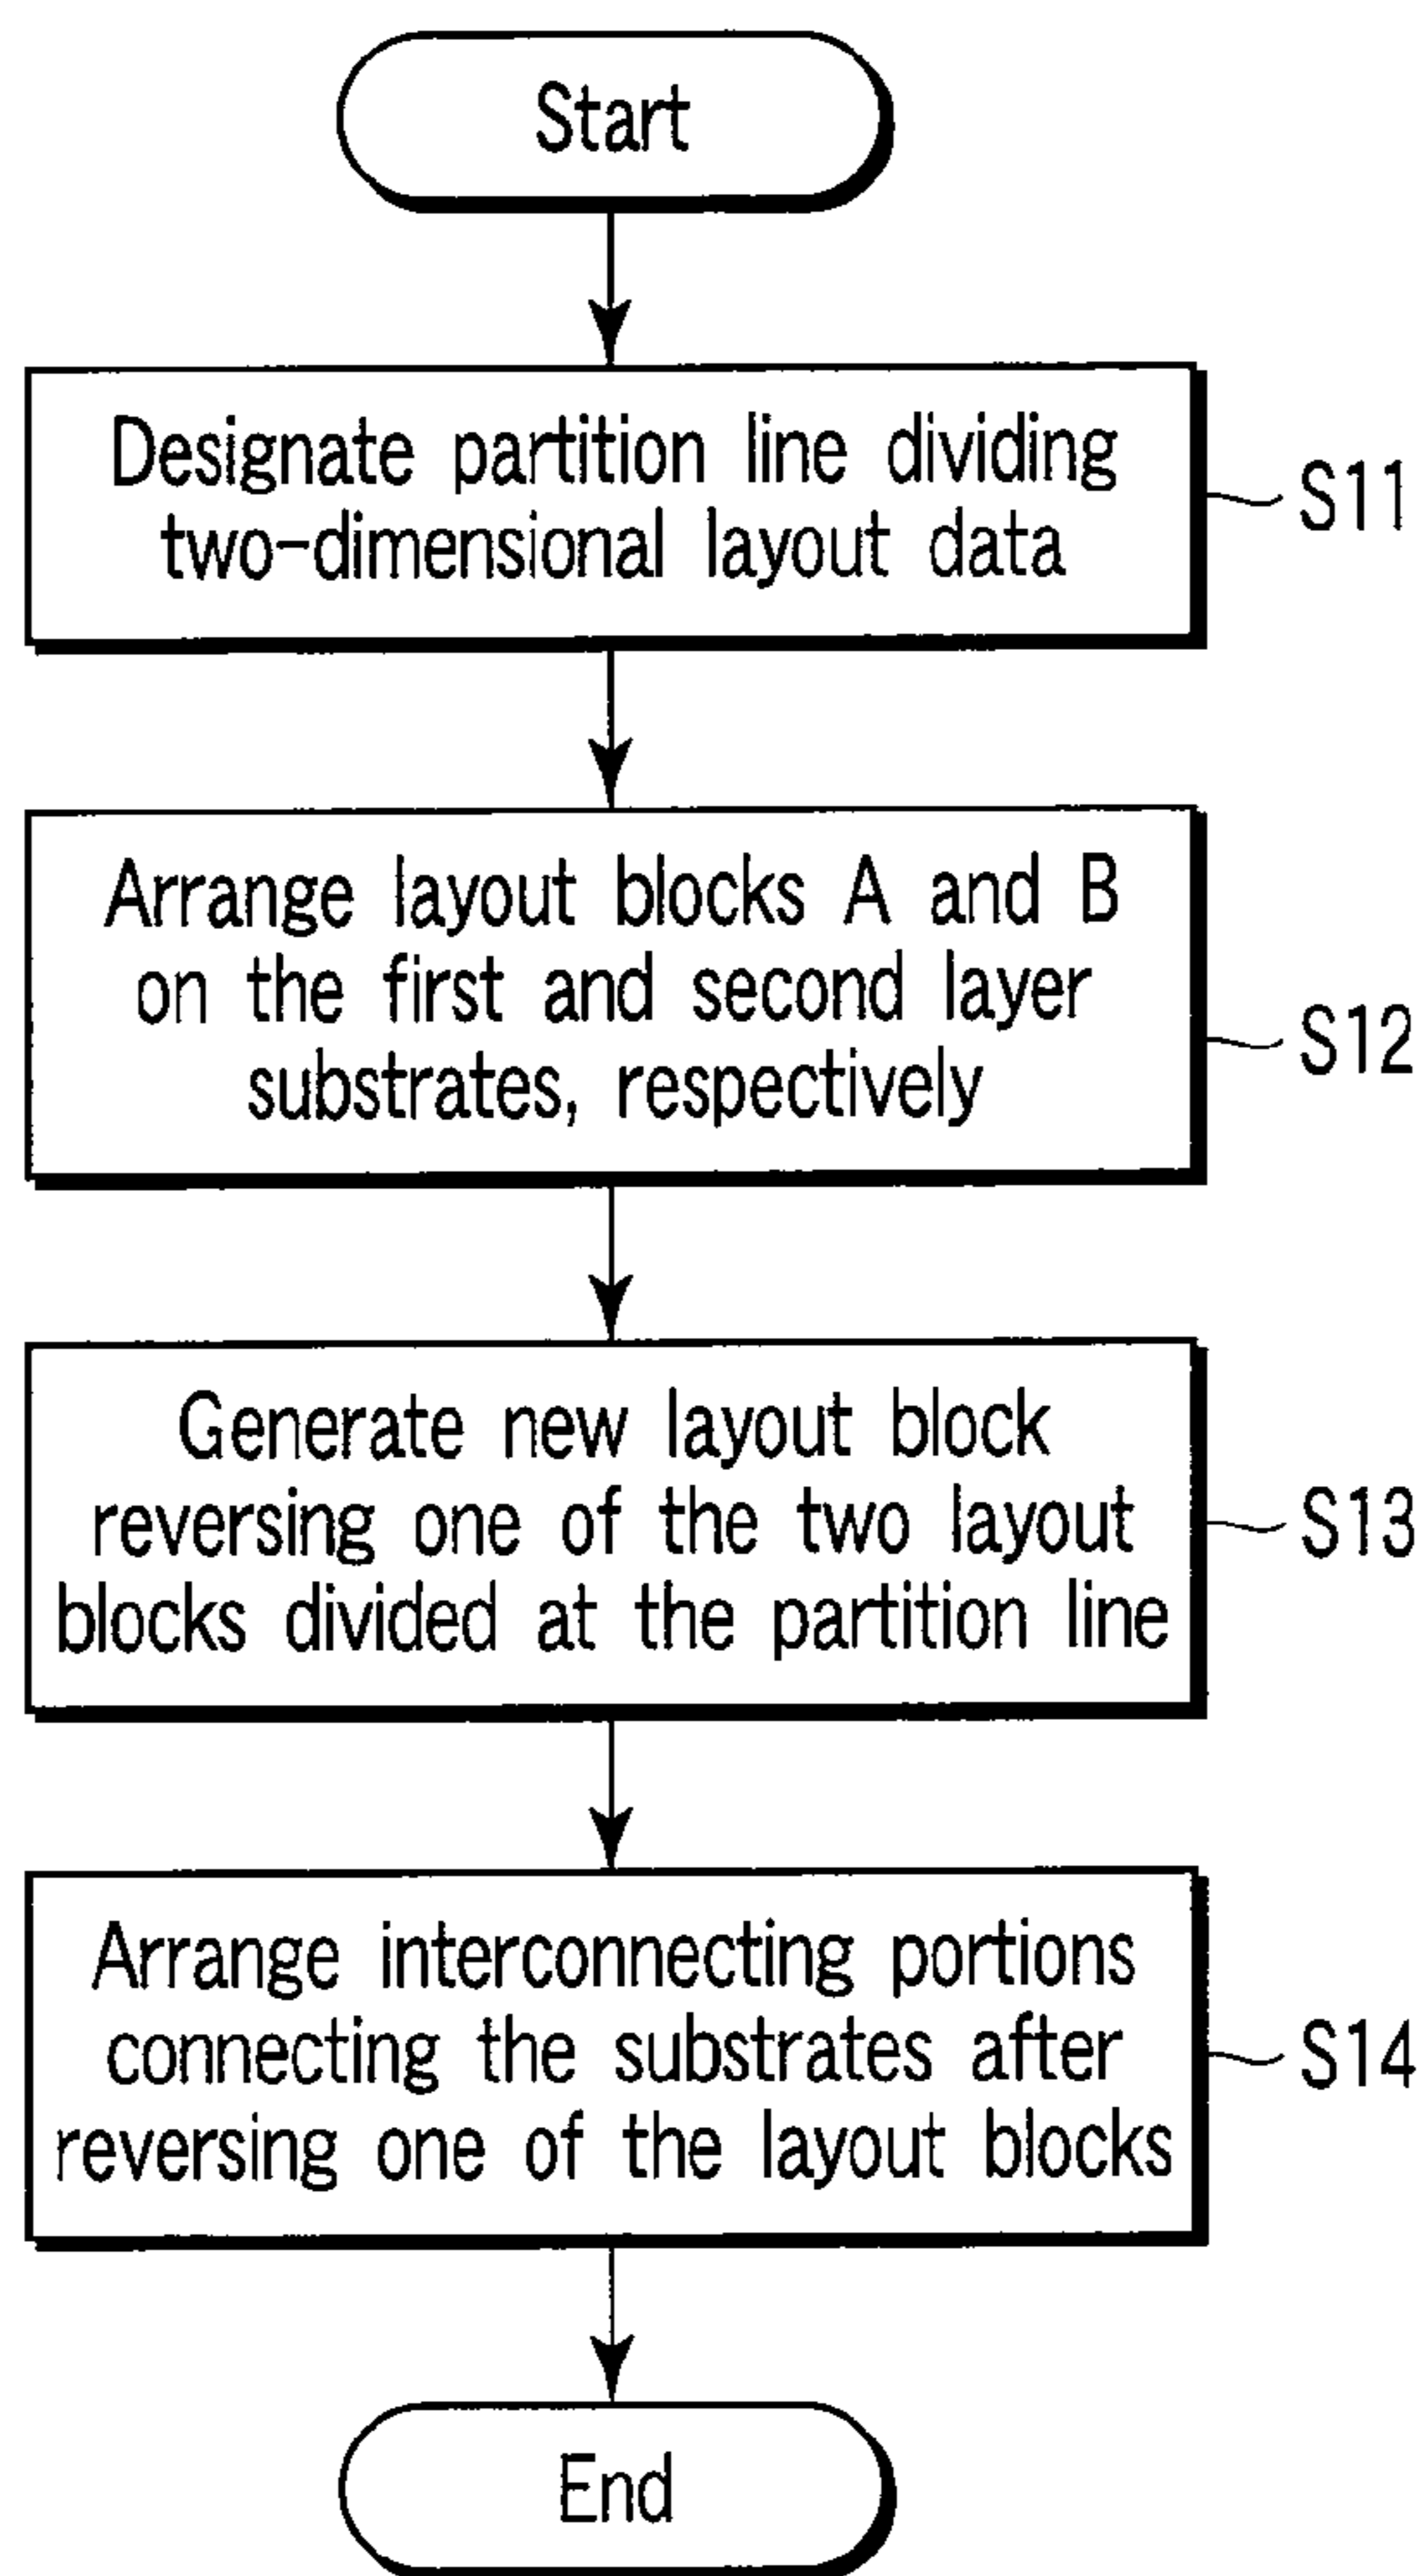 Start
Designate partition line dividing
two-dimensional layout data
S11
Arrange layout blocks A and B
on the first and second layer
substrates, respectively
S12
Generate new layout block
reversing one of the two layout
blocks divided at the partition line
S13
Arrange interconnecting portions
connecting the substrates after
reversing one of the layout blocks
S14
End